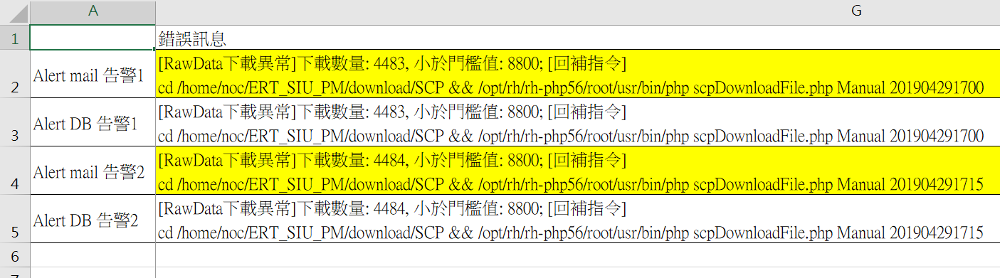 A G
1 錯誤訊息
[RawData下載異常]下載數量: 4483, 小於門檻值: 8800; [回補指令]
Alert mail 告警1
2 cd /home/noc/ERT_SIU_PM/download/SCP && /opt/rh/rh-php56/root/usr/bin/php scpDownloadFile.php Manual 201904291700
[RawData下載異常]下載數量: 4483, 小於門檻值: 8800; [回補指令]
Alert DB 告警1
3 cd /home/noc/ERT_SIU_PM/download/SCP && /opt/rh/rh-php56/root/usr/bin/php scpDownloadFile.php Manual 201904291700
[RawData下載異常]下載數量: 4484, 小於門檻值: 8800; [回補指令]
Alert mail 告警2
4 cd /home/noc/ERT_SIU_PM/download/SCP && /opt/rh/rh-php56/root/usr/bin/php scpDownloadFile.php Manual 201904291715
[RawData下載異常]下載數量: 4484, 小於門檻值: 8800; [回補指令]
Alert DB 告警2
5 cd /home/noc/ERT_SIU_PM/download/SCP && /opt/rh/rh-php56/root/usr/bin/php scpDownloadFile.php Manual 201904291715
6